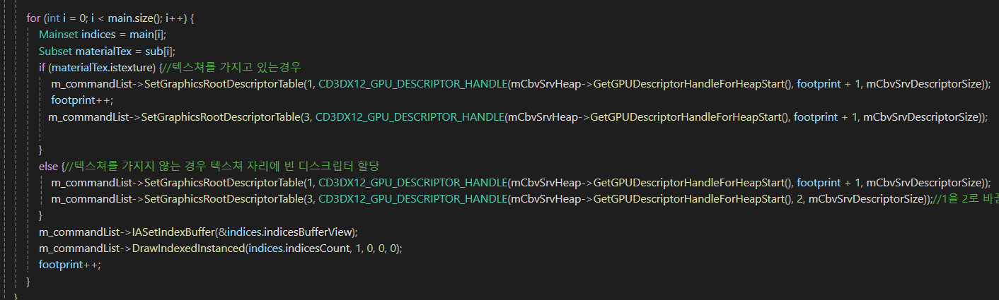 for (int i = 0; i < main.size(); i++) {
Mainset indices = main[i];
Subset materialTex = sub[i];
if (materialTex.istexture) {//텍스쳐를 가지고 있는경우
m_commandList->SetGraphicsRootDescriptorTable(1, CD3DX12_GPU_DESCRIPTOR_HANDLE(mCbvSrvHeap->GetGPUDescriptorHandleForHeapStart(), footprint + 1, mCbvSrvDescriptorSize));
footprint++;
m_commandList->SetGraphicsRootDescriptorTable(3, CD3DX12_GPU_DESCRIPTOR_HANDLE(mCbvSrvHeap->GetGPUDescriptorHandleForHeapStart(), footprint + 1, mCbvSrvDescriptorSize));
}
else {//텍스쳐를 가지지 않는 경우 텍스쳐 자리에 빈 디스크립터 할당
m_commandList->SetGraphicsRootDescriptorTable(1, CD3DX12_GPU_DESCRIPTOR_HANDLE(mCbvSrvHeap->GetGPUDescriptorHandleForHeapStart(), footprint + 1, mCbvSrvDescriptorSize));
m_commandList->SetGraphicsRootDescriptorTable(3, CD3DX12_GPU_DESCRIPTOR_HANDLE(mCbvSrvHeap->GetGPUDescriptorHandleForHeapStart(), 2, mCbvSrvDescriptorSize));//1을 2로 바꿈
}
m_commandList->IASetIndexBuffer(&indices.indicesBufferView);
m_commandList->DrawIndexedInstanced(indices.indicesCount, 1, 0, 0, 0);
footprint++;
}
}